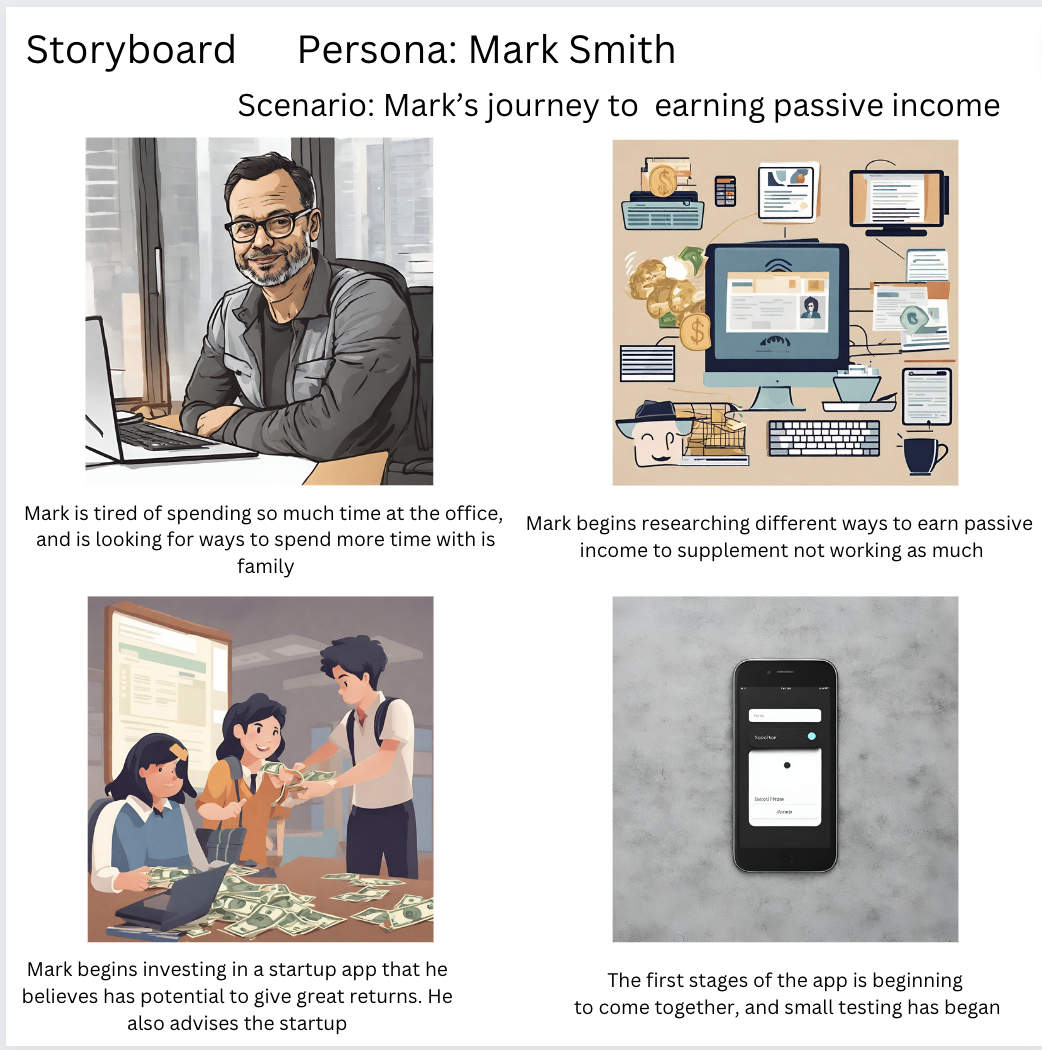 Storyboard Persona: Mark Smith
Scenario: Mark's journey to earning passive income
Mark is tired of spending so much time at the office,
and is looking for ways to spend more time with is
family
Mark begins researching different ways to earn passive
income to supplement not working as much
Mark begins investing in a startup app that he
believes has potential to give great returns. He
also advises the startup
The first stages of the app is beginning
to come together, and small testing has began